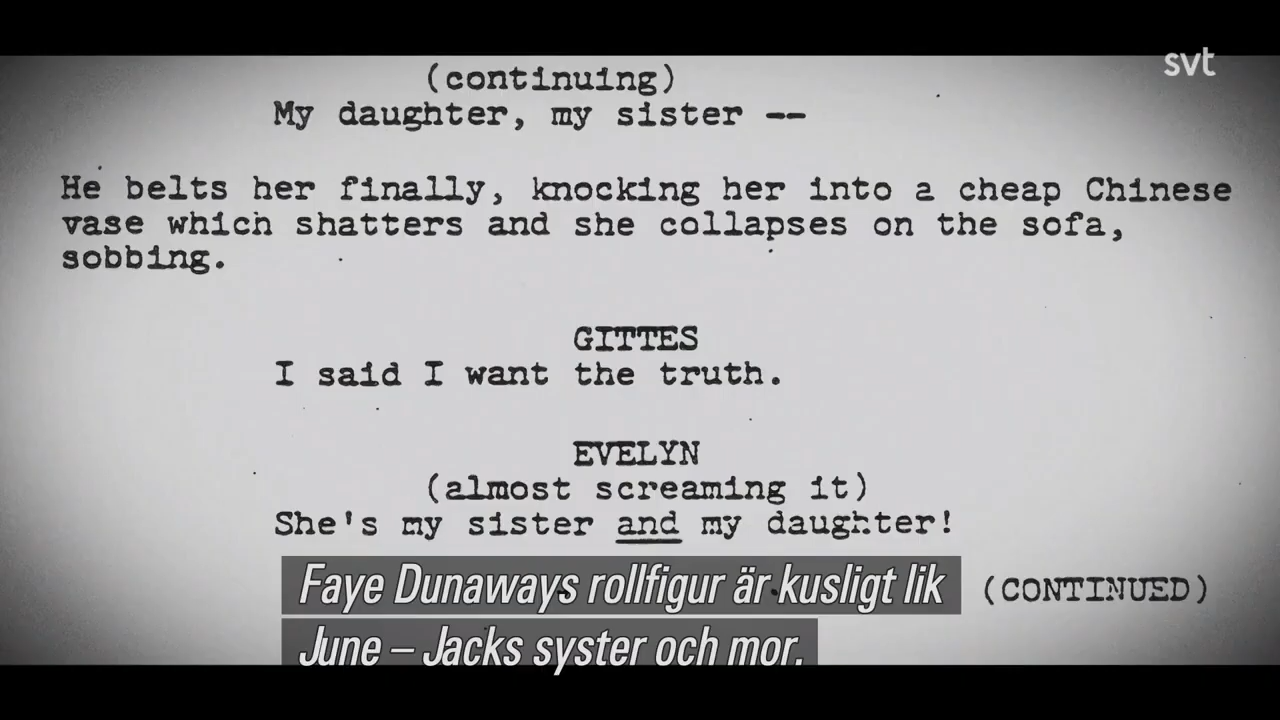 svt
(continuing)
My daughter, my sister --
He belts her finally, knocking her into a cheap Chinese
vase which shatters and she collapses on the sofa,
sobbing.
GITTES
I said I want the truth.
EVELYN
(almost screaming it)
She's my sister and my daughter!
(CONTINUED)
Faye Dunaways rollfigur är kusligt lik
June – Jacks syster och mor.